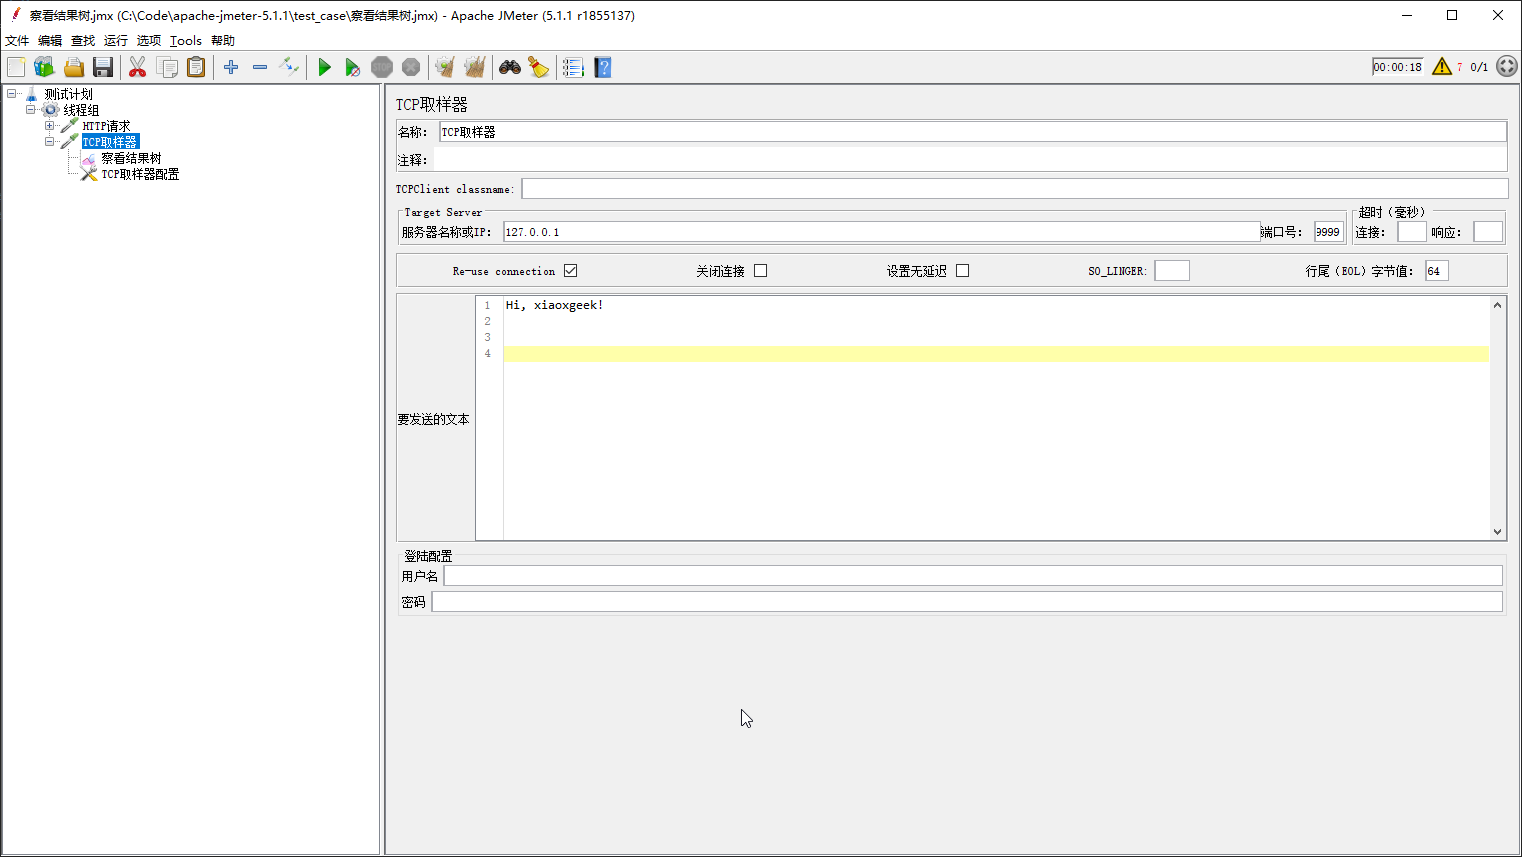 察看结果树.jmx (C:\Code\apache-jmeter-5.1.1\test_case\察看结果树.jmx) - Apache JMeter (5.1.1 r1855137)
文件 编辑 查找 运行 选项 Tools 帮助
STOP
00:00:18 7 0/1
测试计划
线程组
HTTP请求
TCP取样器
察看结果树
TCP取样器配置
TCP取样器
名称： TCP取样器
注释：
TCPClient classname:
Target Server
服务器名称或IP： 127.0.0.1 端口号： 9999
超时（毫秒）
连接： 响应：
Re-use connection 关闭连接 设置无延迟 SO_LINGER: 行尾（EOL）字节值： 64
要发送的文本
1 Hi, xiaoxgeek!
2
3
4
登陆配置
用户名
密码